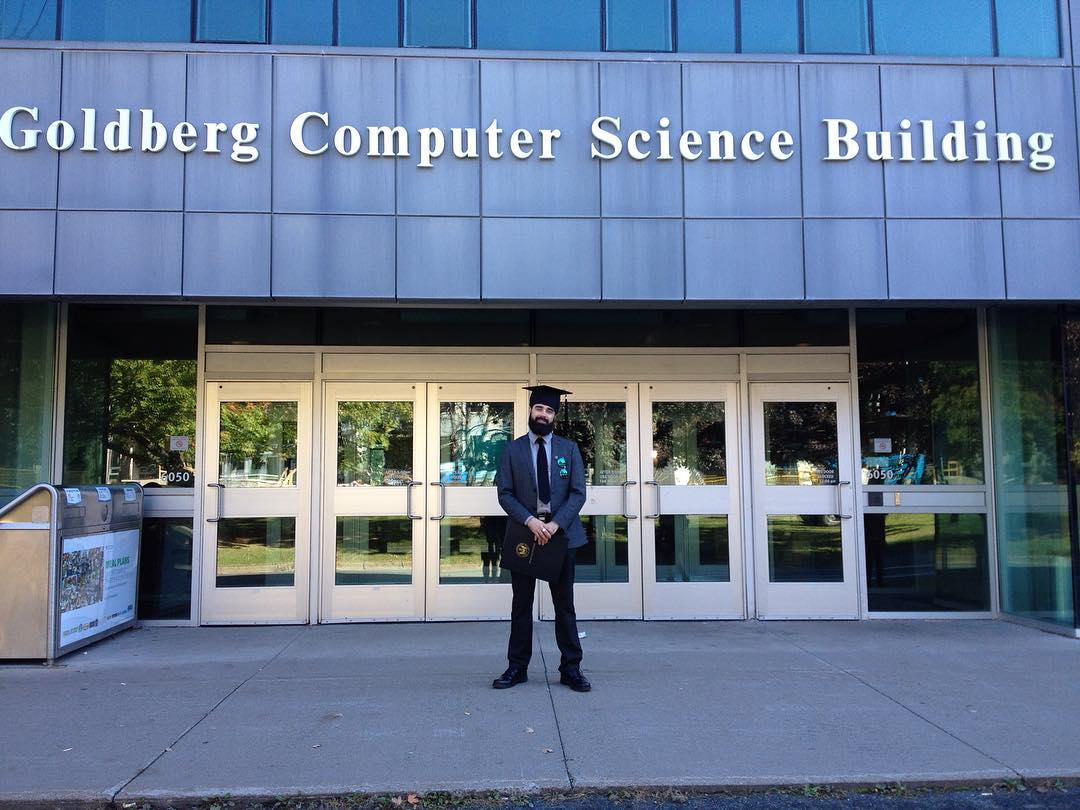 Goldberg Computer Science Building
6050
6050
MEAL PLANS